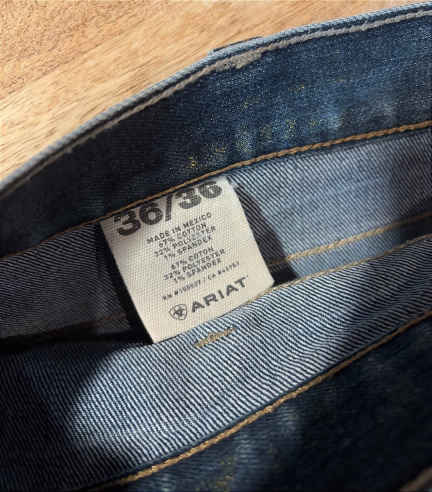 36/36
MADE IN MEXICO
67% COTTON
32% POLYESTER
1% SPANDEX
67% COTON
32% POLYESTER
1% SPANDEX
ARIAT